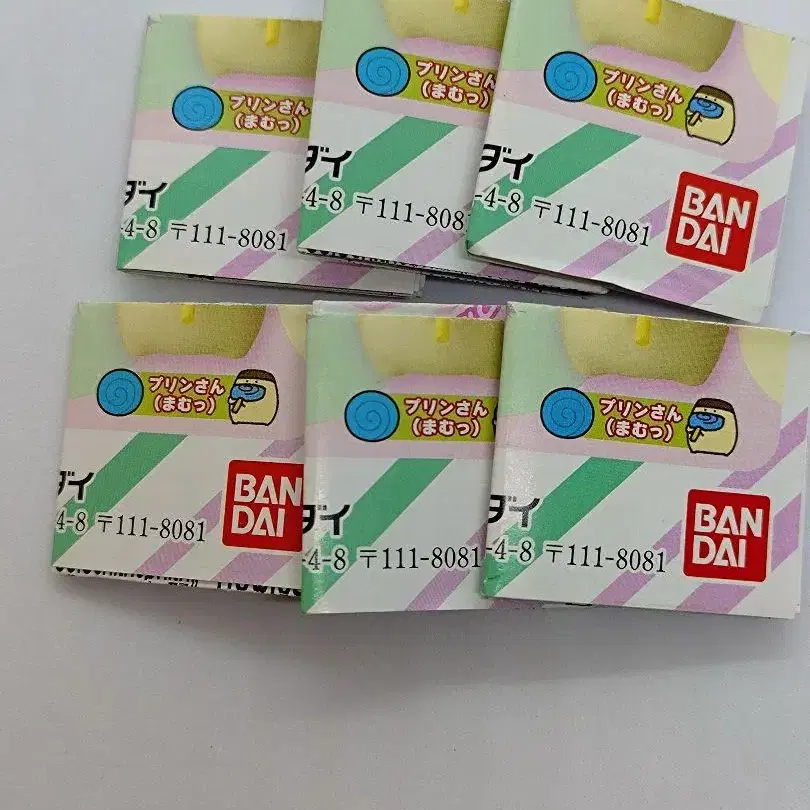 プリンさん
(まむっ)
ダイ
-4-8 〒111-8081
プリンさん
(まむっ)
ダイ
-4-8 〒111-808
プリンさん
(まむっ)
ダイ
-4-8 〒111-8081
BAN
DAI
プリンさん
(まむっ)
ダイ
4-8 〒111-8081
BAN
DAI
プリンさん
(まむっ)
ダイ
-4-8 〒111-8081
プリンさん
(まむっ)
ダイ
-4-8 〒111-8081
BAN
DAI